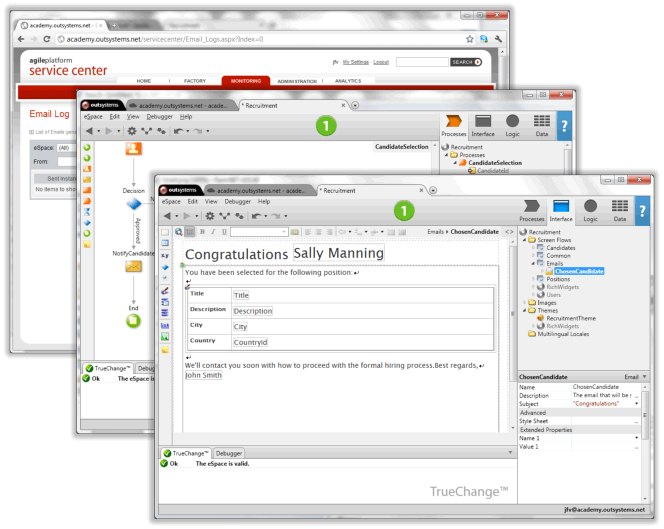 academy.outsystems.net - S
Recruitment
academy.outsystems.net/servicecenter/Email_Logs.aspx?Index=0
agileplatform
service center
jfv My Settings Logout
SEARCH
HOME FACTORY MONITORING ADMINISTRATION ANALYTICS
Email Log
List of Emails
eSpace: (All)
From:
Sent Instan
No items to sho
outsystems academy.outsystems.net - acade... * Recruitment
eSpace Edit View Debugger Help
1
Processes Interface Logic Data ?
CandidateSelection
Recruitment
Processes
CandidateSelection
CandidateId
Decision
N
Approved
NotifyCandidate
End
TrueChange™ Debug
Ok The eSpace is
outsystems academy.outsystems.net - acade... * Recruitment
eSpace Edit View Debugger Help
1
Processes Interface Logic Data ?
B I U
Emails ▸ ChosenCandidate
Congratulations Sally Manning
You have been selected for the following position:
Title Title
Description Description
City City
Country CountryId
We'll contact you soon with how to proceed with the formal hiring process.Best regards,
John Smith
x.y
list
Recruitment
Screen Flows
Candidates
Common
Emails
ChosenCandidate
Positions
RichWidgets
Users
Images
Themes
RecruitmentTheme
RichWidgets
Multilingual Locales
ChosenCandidate Email
Name ChosenCandidate
Description The email that will be s ...
Subject "Congratulations"
Advanced
Style Sheet ...
Extended Properties
Name 1
Value 1 ...
TrueChange™ Debugger
Ok The eSpace is valid.
TrueChange™
jfv@academy.outsystems.net